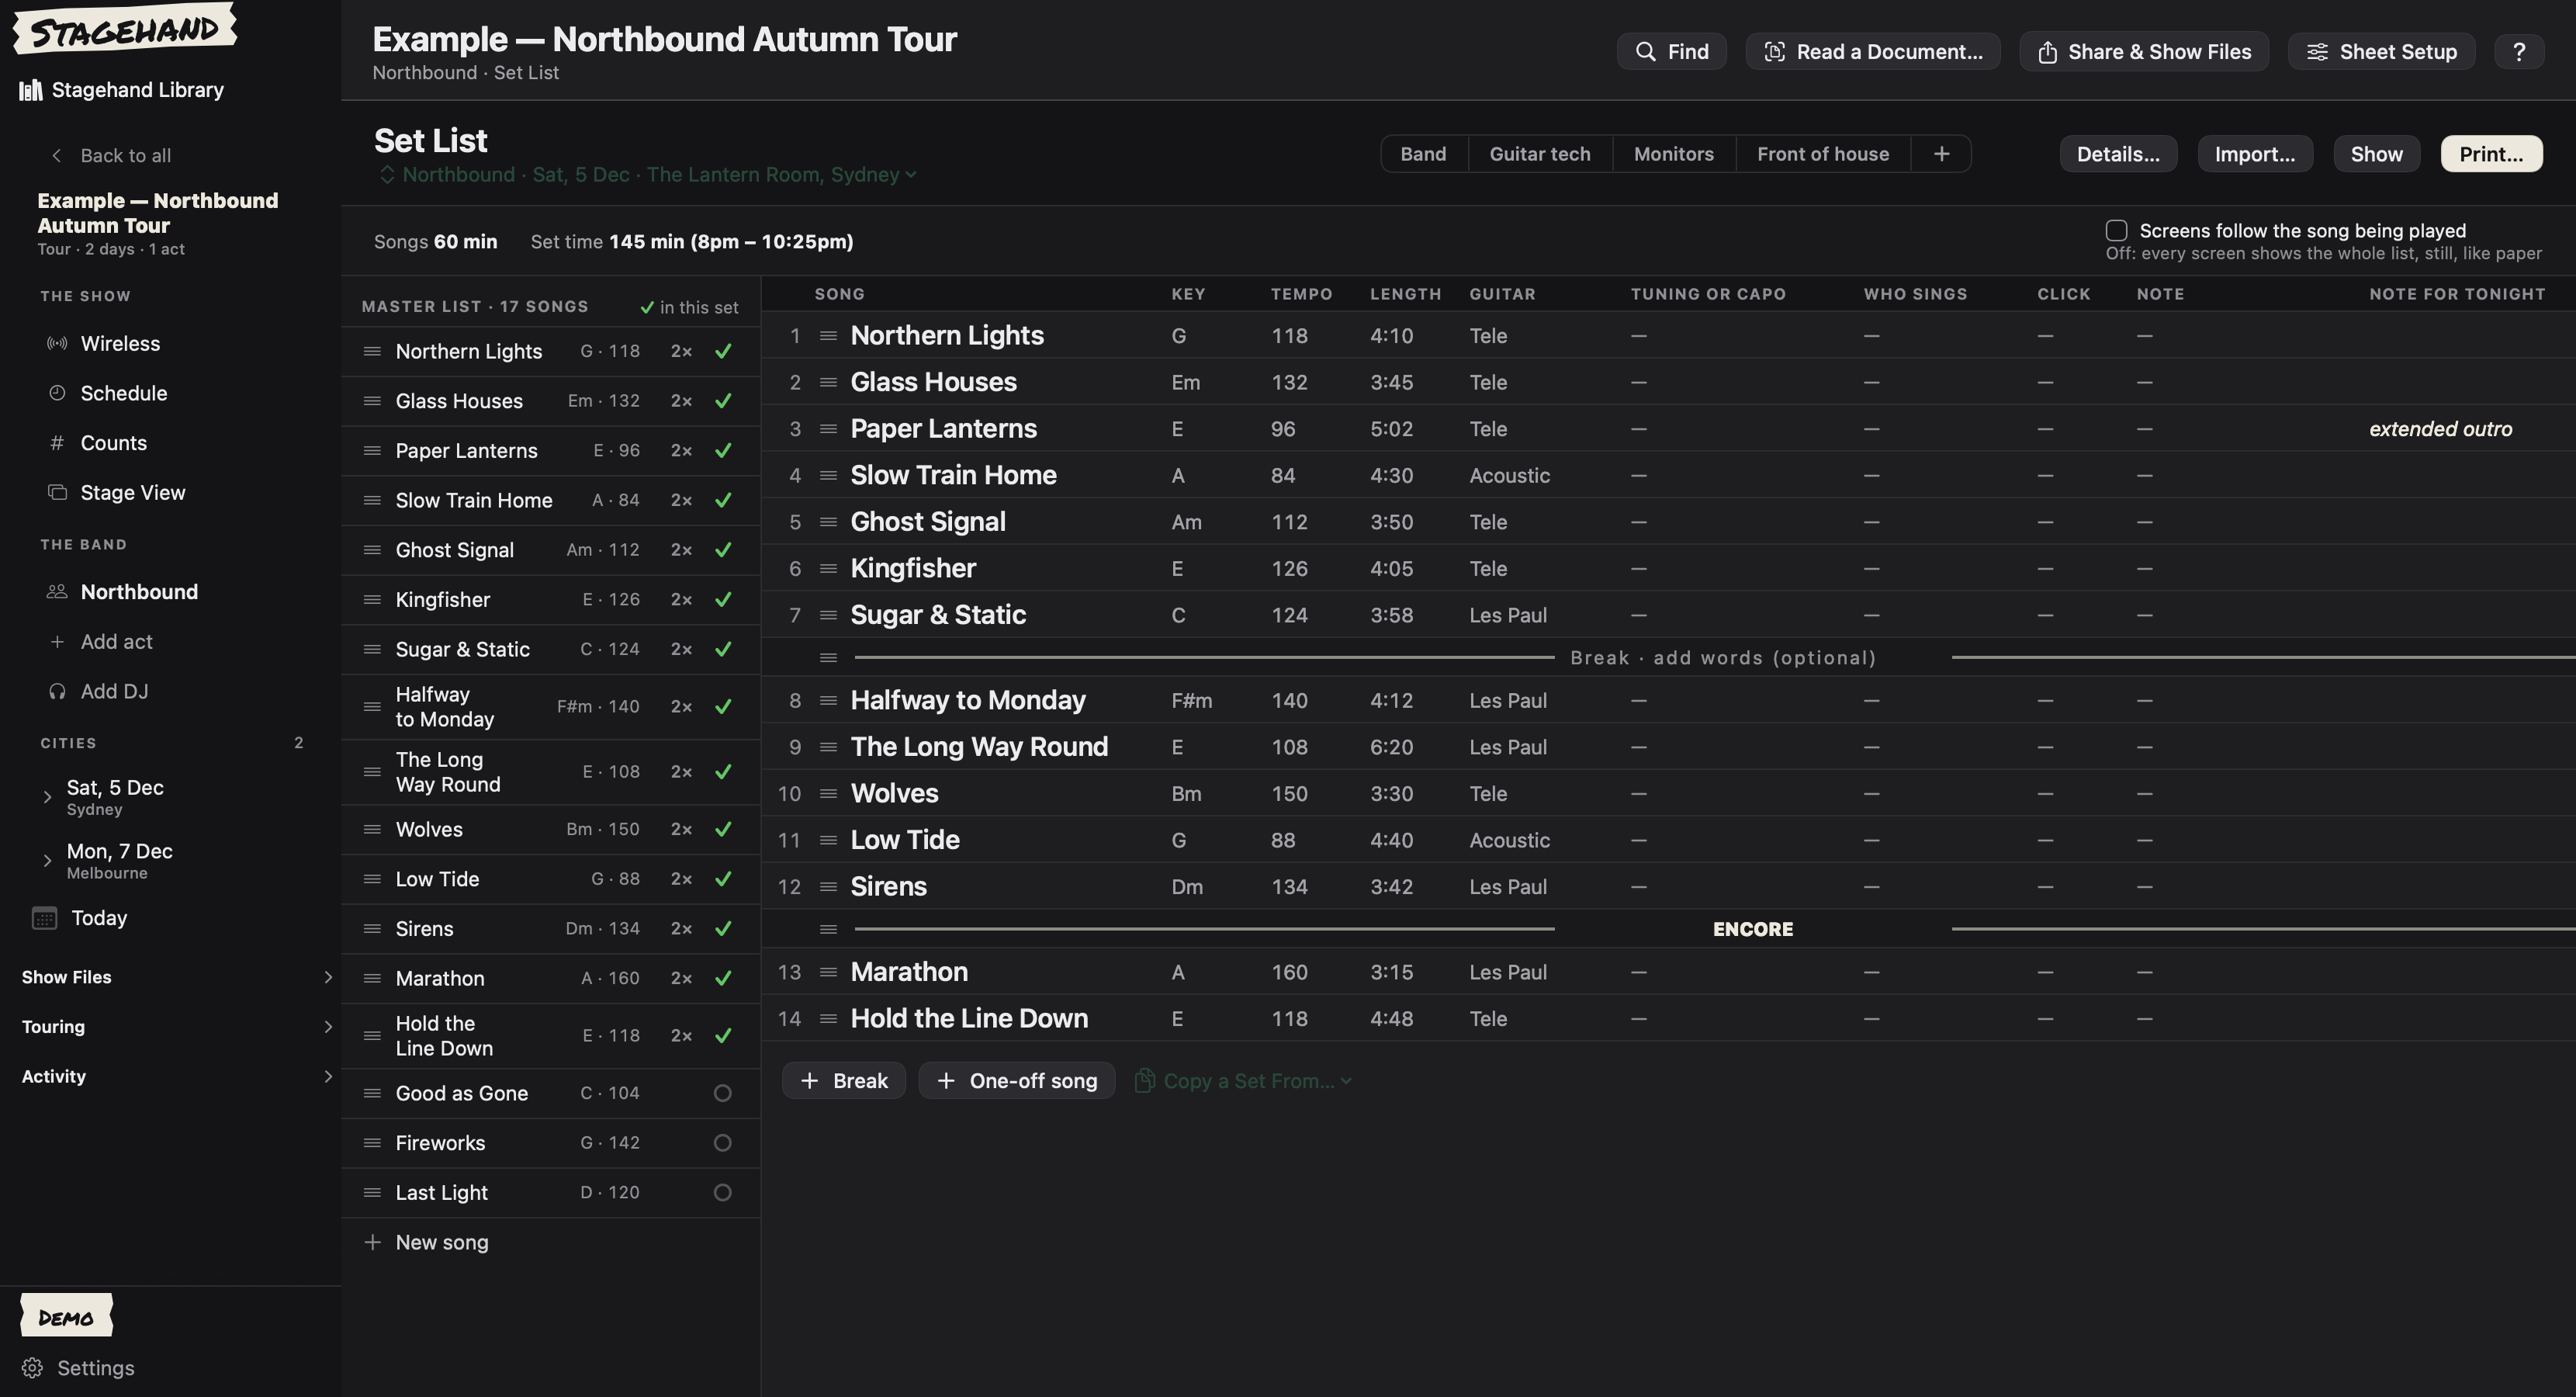 STAGEHAND
Stagehand Library
Back to all
Example — Northbound
Autumn Tour
Tour · 2 days · 1 act
THE SHOW
Wireless
Schedule
# Counts
Stage View
THE BAND
Northbound
+ Add act
Add DJ
CITIES 2
Sat, 5 Dec
Sydney
Mon, 7 Dec
Melbourne
Today
Show Files
Touring
Activity
DEMO
Settings
Example — Northbound Autumn Tour
Northbound · Set List
Find
Read a Document...
Share & Show Files
Sheet Setup
?
Set List
Northbound · Sat, 5 Dec · The Lantern Room, Sydney
Band Guitar tech Monitors Front of house +
Details... Import... Show Print...
Songs 60 min Set time 145 min (8pm – 10:25pm)
Screens follow the song being played
Off: every screen shows the whole list, still, like paper
MASTER LIST · 17 SONGS ✓ in this set
Northern Lights G · 118 2× ✓
Glass Houses Em · 132 2× ✓
Paper Lanterns E · 96 2× ✓
Slow Train Home A · 84 2× ✓
Ghost Signal Am · 112 2× ✓
Kingfisher E · 126 2× ✓
Sugar & Static C · 124 2× ✓
Halfway
to Monday F#m · 140 2× ✓
The Long
Way Round E · 108 2× ✓
Wolves Bm · 150 2× ✓
Low Tide G · 88 2× ✓
Sirens Dm · 134 2× ✓
Marathon A · 160 2× ✓
Hold the
Line Down E · 118 2× ✓
Good as Gone C · 104
Fireworks G · 142
Last Light D · 120
+ New song
SONG KEY TEMPO LENGTH GUITAR TUNING OR CAPO WHO SINGS CLICK NOTE NOTE FOR TONIGHT
1 Northern Lights G 118 4:10 Tele — — — —
2 Glass Houses Em 132 3:45 Tele — — — —
3 Paper Lanterns E 96 5:02 Tele — — — — extended outro
4 Slow Train Home A 84 4:30 Acoustic — — — —
5 Ghost Signal Am 112 3:50 Tele — — — —
6 Kingfisher E 126 4:05 Tele — — — —
7 Sugar & Static C 124 3:58 Les Paul — — — —
Break · add words (optional)
8 Halfway to Monday F#m 140 4:12 Les Paul — — — —
9 The Long Way Round E 108 6:20 Les Paul — — — —
10 Wolves Bm 150 3:30 Tele — — — —
11 Low Tide G 88 4:40 Acoustic — — — —
12 Sirens Dm 134 3:42 Les Paul — — — —
ENCORE
13 Marathon A 160 3:15 Les Paul — — — —
14 Hold the Line Down E 118 4:48 Tele — — — —
+ Break + One-off song Copy a Set From...